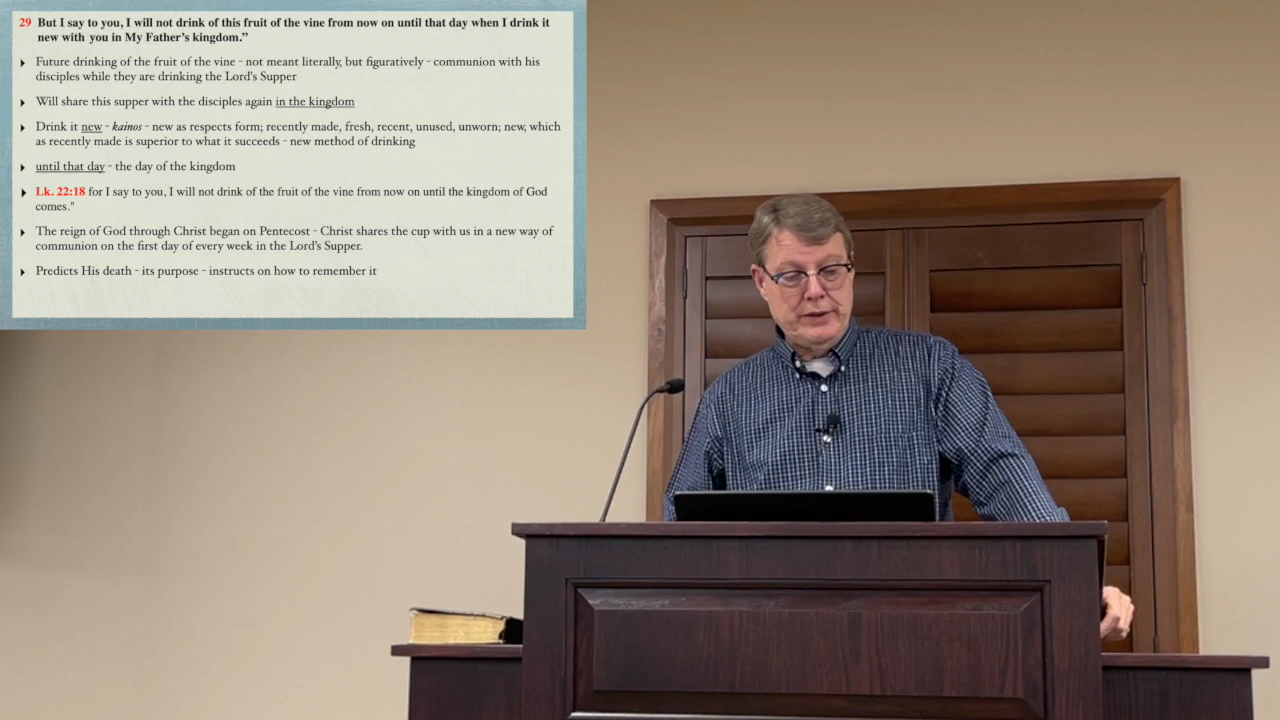 29 But I say to you, I will not drink of this fruit of the vine from now on until that day when I drink it
new with you in My Father's kingdom.”
Future drinking of the fruit of the vine - not meant literally, but figuratively - communion with his
disciples while they are drinking the Lord's Supper
Will share this supper with the disciples again in the kingdom
Drink it new - kainos - new as respects form; recently made, fresh, recent, unused, unworn; new, which
as recently made is superior to what it succeeds - new method of drinking
until that day - the day of the kingdom
Lk. 22:18 for I say to you, I will not drink of the fruit of the vine from now on until the kingdom of God
comes."
The reign of God through Christ began on Pentecost - Christ shares the cup with us in a new way of
communion on the first day of every week in the Lord's Supper.
Predicts His death - its purpose - instructs on how to remember it